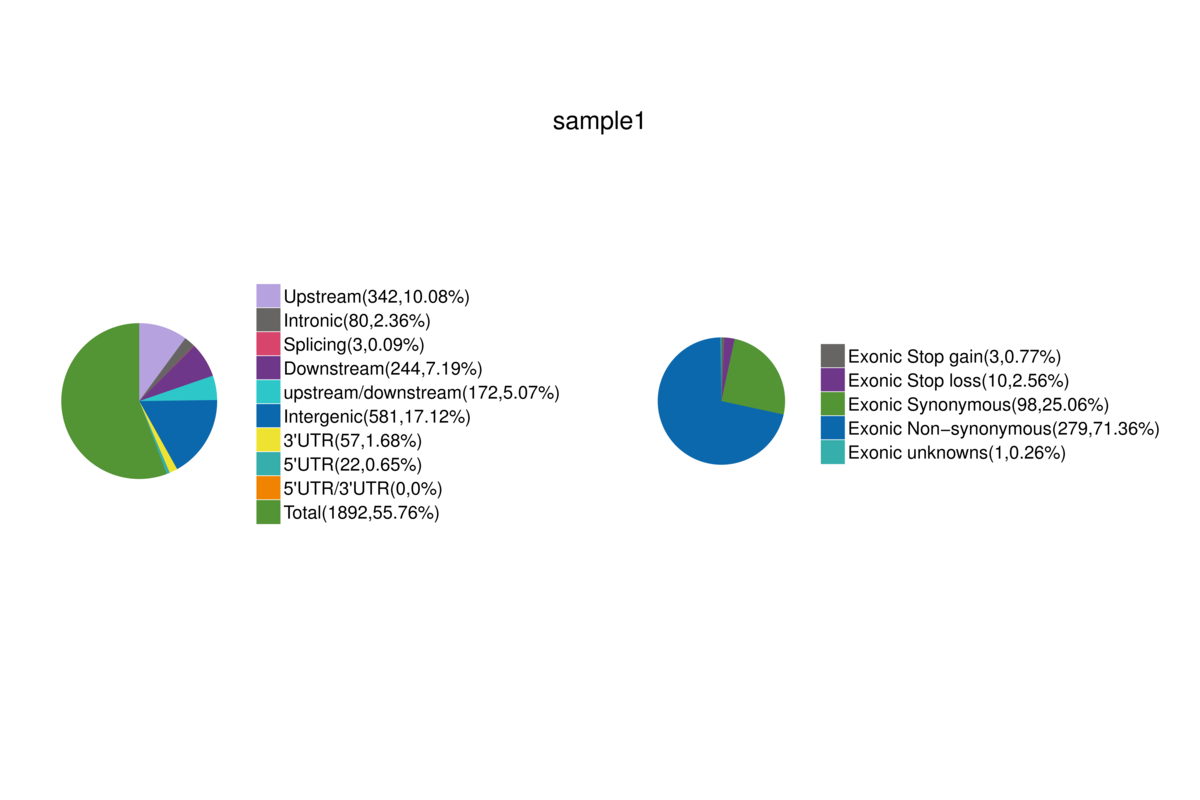 sample1
Upstream(342,10.08%)
Intronic(80,2.36%)
Splicing(3,0.09%)
Downstream(244,7.19%)
upstream/downstream(172,5.07%)
Intergenic(581,17.12%)
3'UTR(57,1.68%)
5'UTR(22,0.65%)
5'UTR/3'UTR(0,0%)
Total(1892,55.76%)
Exonic Stop gain(3,0.77%)
Exonic Stop loss(10,2.56%)
Exonic Synonymous(98,25.06%)
Exonic Non−synonymous(279,71.36%)
Exonic unknowns(1,0.26%)